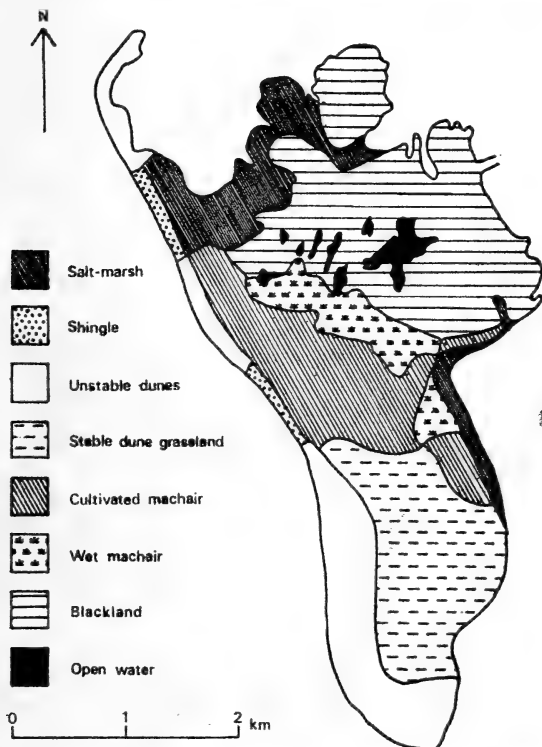 N
Salt-marsh
Shingle
Unstable dunes
Stable dune grassland
Cultivated machair
Wet machair
Blackland
Open water
0 1 2 km